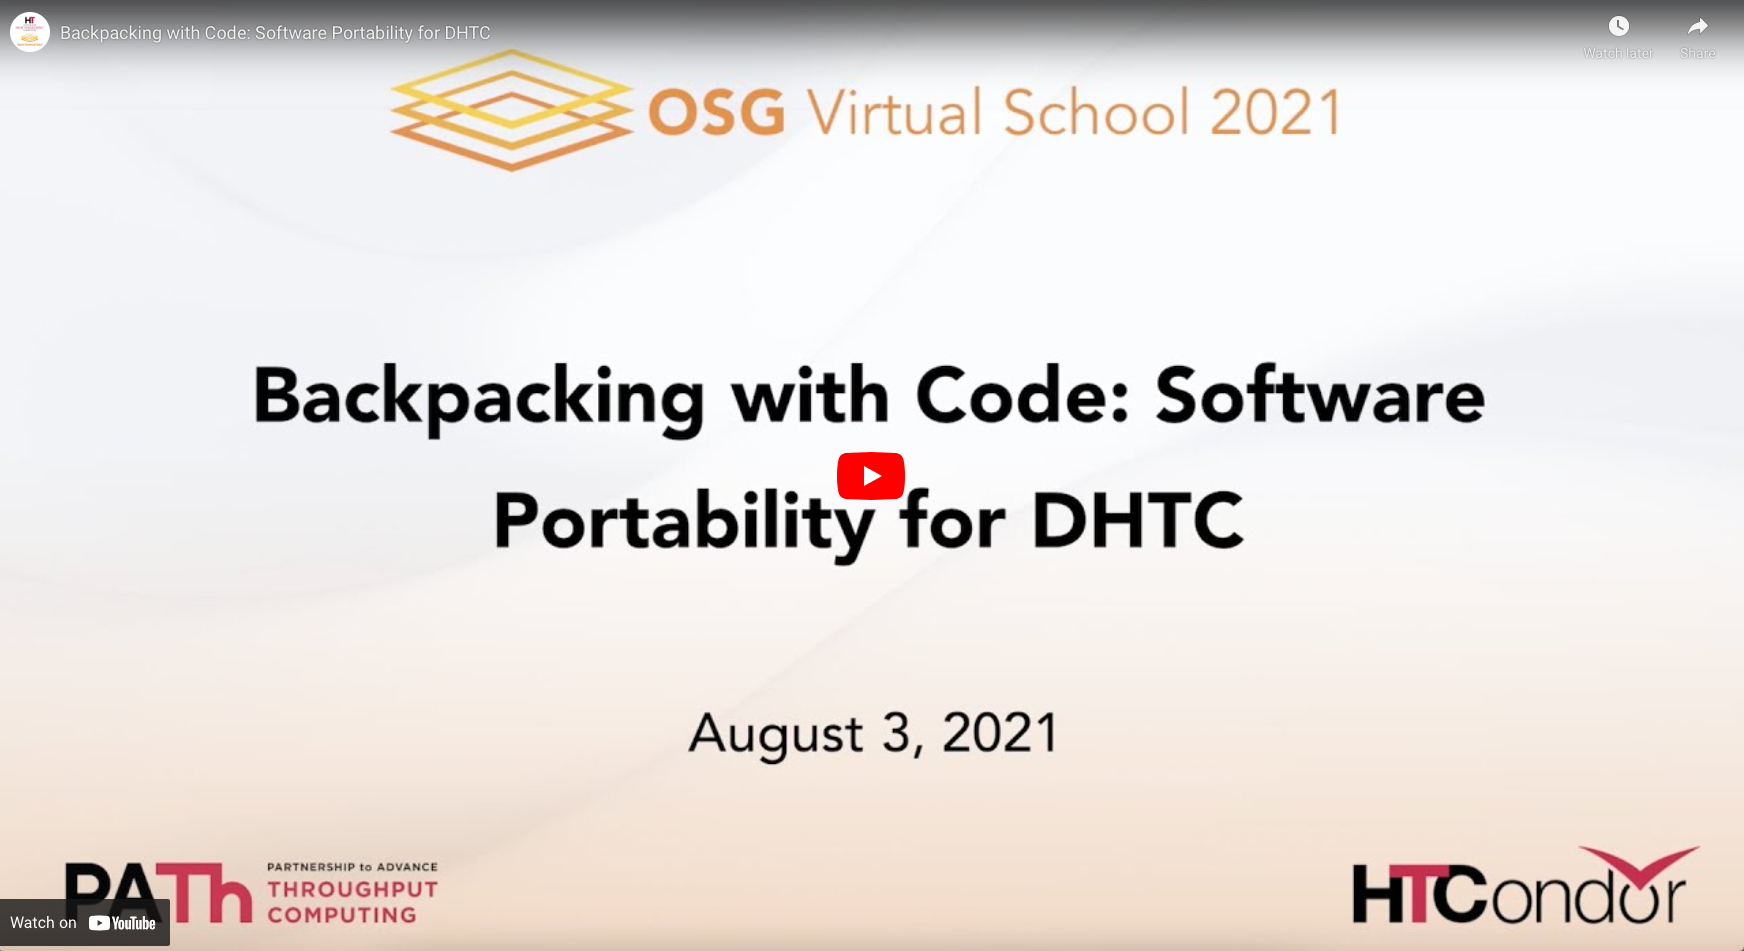 Backpacking with Code: Software Portability for DHTC
Watch later
Share
OSG Virtual School 2021
Backpacking with Code: Software
Portability for DHTC
August 3, 2021
PATh
PARTNERSHIP to ADVANCE
THROUGHPUT
COMPUTING
HTCondor
Watch on YouTube